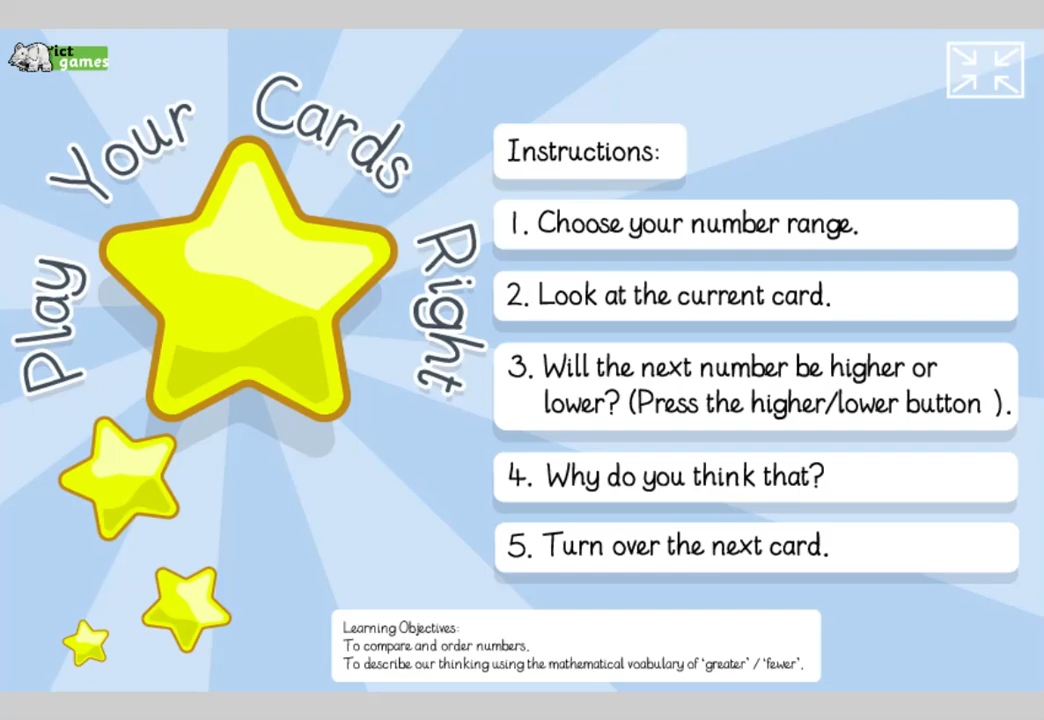 ict
games
Play Your Cards Right
Instructions:
1. Choose your number range.
2. Look at the current card.
3. Will the next number be higher or
lower? (Press the higher/lower button ).
4. Why do you think that?
5. Turn over the next card.
Learning Objectives:
To compare and order numbers.
To describe our thinking using the mathematical voabulary of 'greater' / 'fewer'.